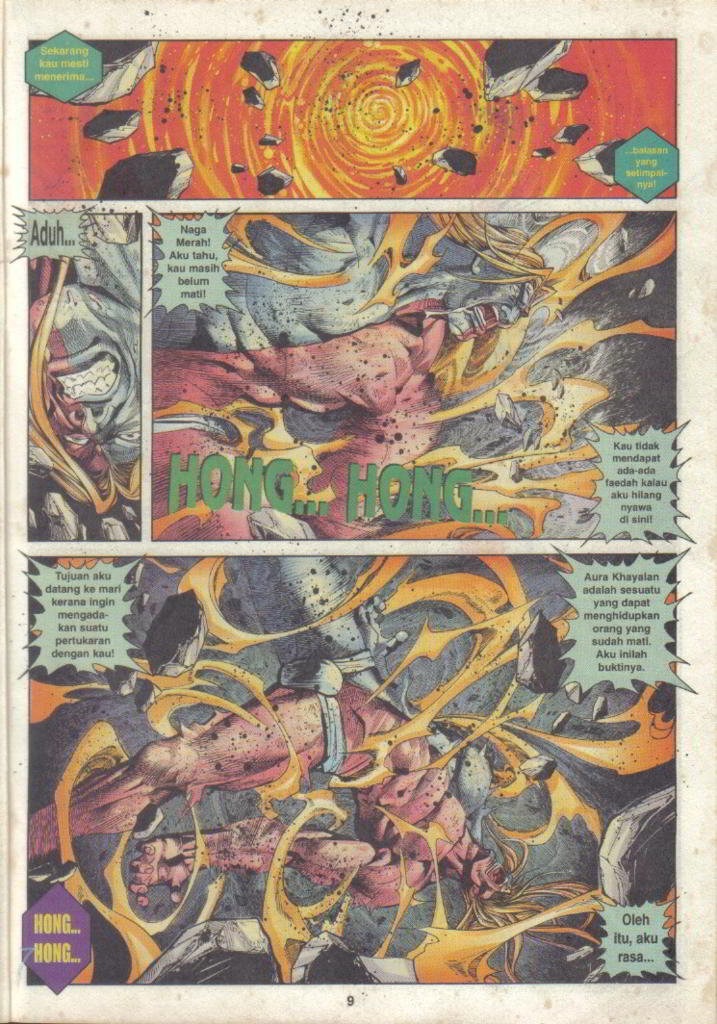 Sekarang
kau mesti
menerima...
...balasan
yang
setimpal-
nya!
Aduh...
Naga
Merah!
Aku tahu,
kau masih
belum
mati!
HONG... HONG...
Kau tidak
mendapat
ada-ada
faedah kalau
aku hilang
nyawa
di sini!
Tujuan aku
datang ke mari
kerana ingin
mengada-
kan suatu
pertukaran
dengan kau!
Aura Khayalan
adalah sesuatu
yang dapat
menghidupkan
orang yang
sudah mati.
Aku inilah
buktinya.
HONG...
HONG...
Oleh
itu, aku
rasa...
9